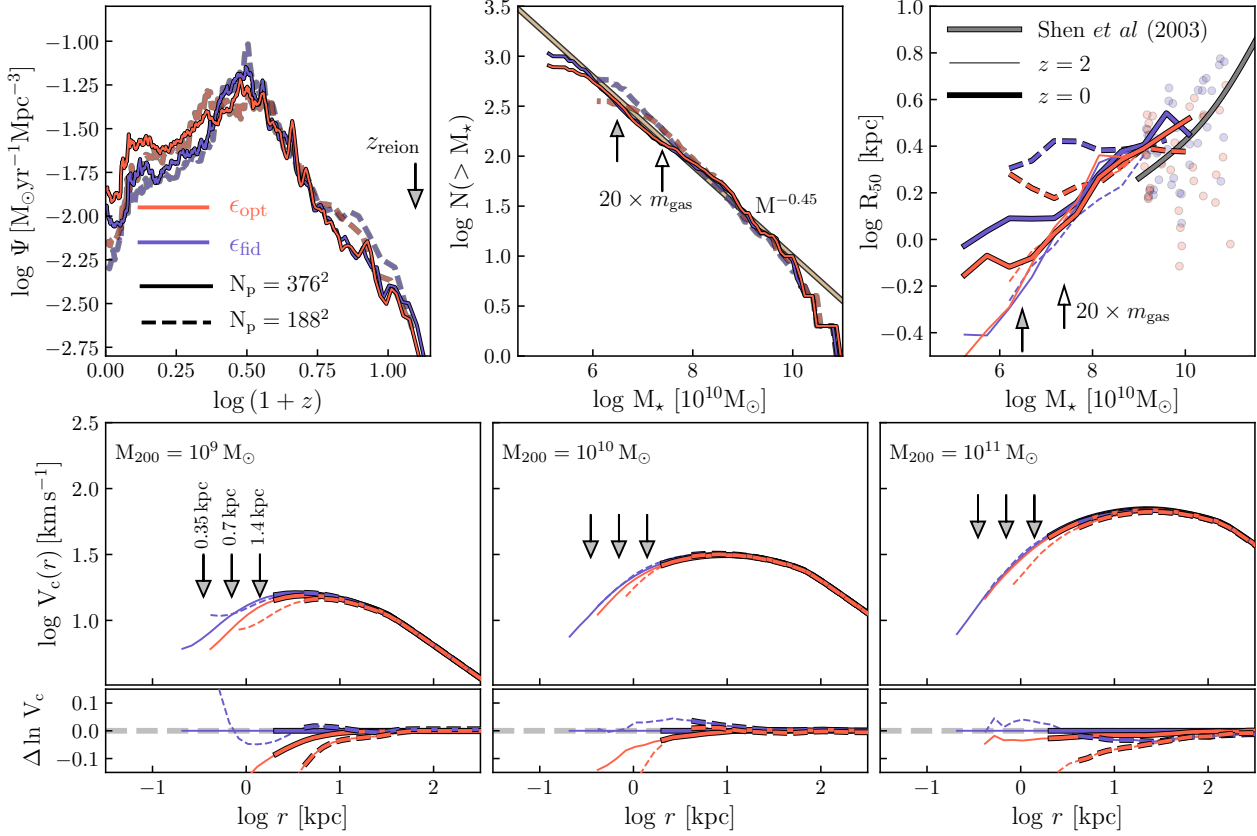 log Ψ [M⊙yr⁻¹Mpc⁻³]
−1.00
−1.25
−1.50
−1.75
−2.00
−2.25
−2.50
−2.75
z_reion
ϵ_opt
ϵ_fid
N_p = 376²
N_p = 188²
0.00 0.25 0.50 0.75 1.00
log (1 + z)
log N(> M⋆)
3.5
3.0
2.5
2.0
1.5
1.0
0.5
0.0
20 × m_gas
M^−0.45
6 8 10
log M⋆ [10¹⁰M⊙]
log R₅₀ [kpc]
1.0
0.8
0.6
0.4
0.2
0.0
−0.2
−0.4
Shen et al (2003)
z = 2
z = 0
20 × m_gas
6 8 10
log M⋆ [10¹⁰M⊙]
log V_c(r) [km s⁻¹]
2.5
2.0
1.5
1.0
M₂₀₀ = 10⁹ M⊙
0.35 kpc
0.7 kpc
1.4 kpc
M₂₀₀ = 10¹⁰ M⊙
M₂₀₀ = 10¹¹ M⊙
Δ ln V_c
0.1
0.0
−0.1
−1 0 1 2
log r [kpc]
−1 0 1 2
log r [kpc]
−1 0 1 2
log r [kpc]